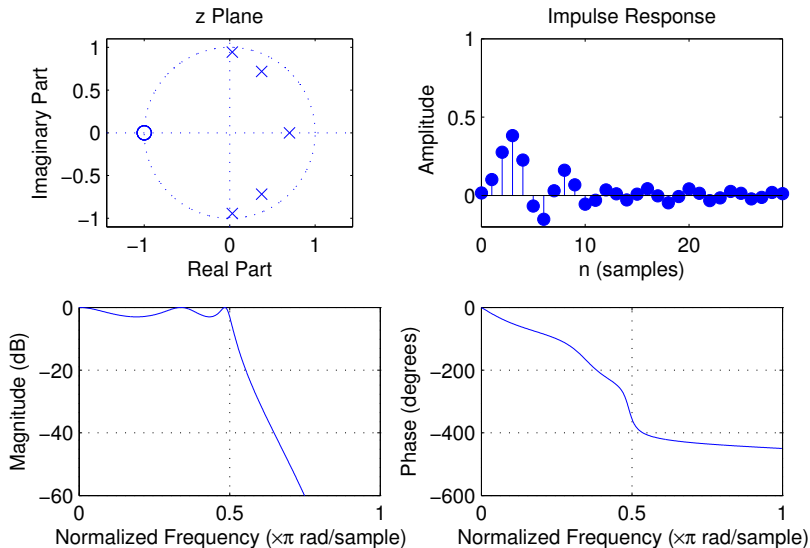 z Plane
1
0.5
0
−0.5
−1
−1
0
1
Imaginary Part
Real Part
Impulse Response
1
0.5
0
0
10
20
Amplitude
n (samples)
0
−20
−40
−60
0
0.5
1
Magnitude (dB)
Normalized Frequency (×π rad/sample)
0
−200
−400
−600
0
0.5
1
Phase (degrees)
Normalized Frequency (×π rad/sample)